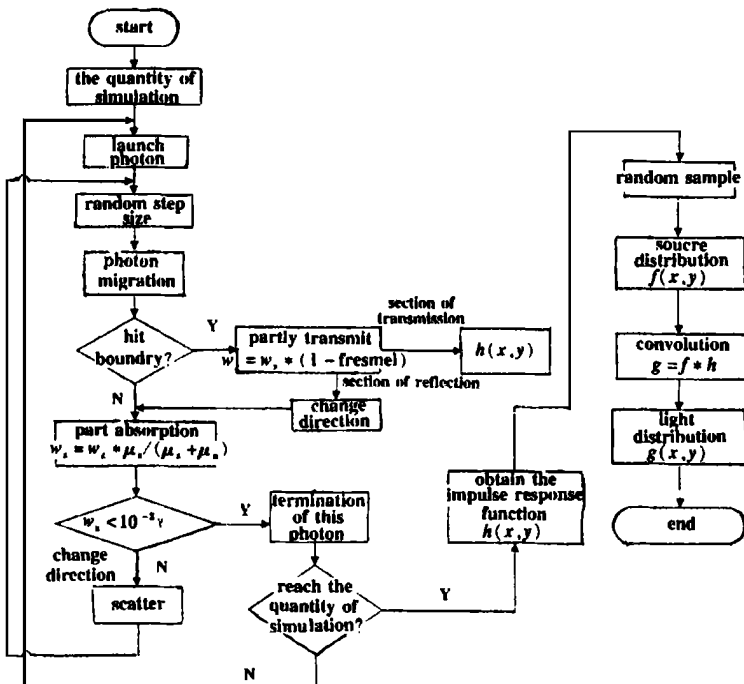 start
the quantity of
simulation
launch
photon
random step
size
photon
migration
hit
boundry?
Y
N
partly transmit
w = w * (1 - fresmel)
section of
transmission
h(x,y)
section of reflection
change
direction
part absorption
w = w * μ /(μ + μ )
w < 10
Y
change
direction
N
scatter
termination
of this
photon
reach the
quantity of
simulation?
Y
N
obtain the
impulse response
function
h(x,y)
random sample
soucre
distribution
f(x,y)
convolution
g = f * h
light
distribution
g(x,y)
end